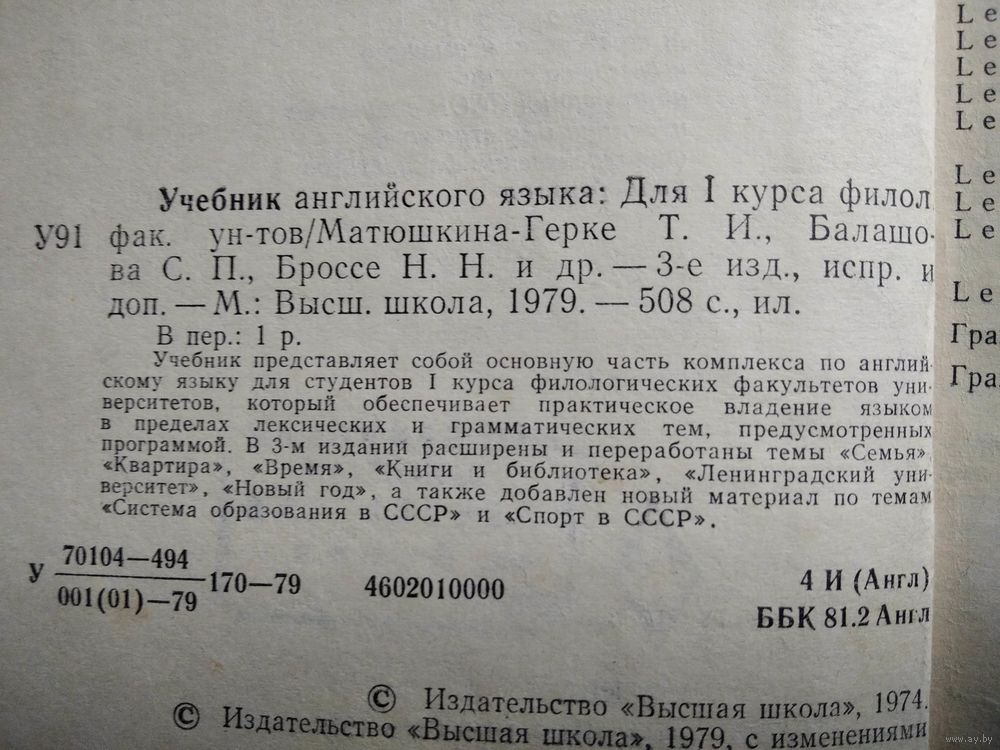 Учебник английского языка: Для I курса филол.
У91 фак. ун-тов/Матюшкина-Герке Т. И., Балашо-
ва С. П., Броссе Н. Н. и др. — 3-е изд., испр. и
доп. — М.: Высш. школа, 1979. — 508 с., ил.
В пер.: 1 р.
Учебник представляет собой основную часть комплекса по англий-
скому языку для студентов I курса филологических факультетов уни-
верситетов, который обеспечивает практическое владение языком
в пределах лексических и грамматических тем, предусмотренных
программой. В 3-м издании расширены и переработаны темы «Семья»,
«Квартира», «Время», «Книги и библиотека», «Ленинградский уни-
верситет», «Новый год», а также добавлен новый материал по темам
«Система образования в СССР» и «Спорт в СССР».
70104—494
У 170—79 4602010000 4 И (Англ)
001(01)—79
ББК 81.2 Англ
© Издательство «Высшая школа», 1974.
© Издательство «Высшая школа», 1979, с изменениями
Le
Le
Le
Le
Le
Le
Le
Le
Le
Гра
Гра
www.ay.by